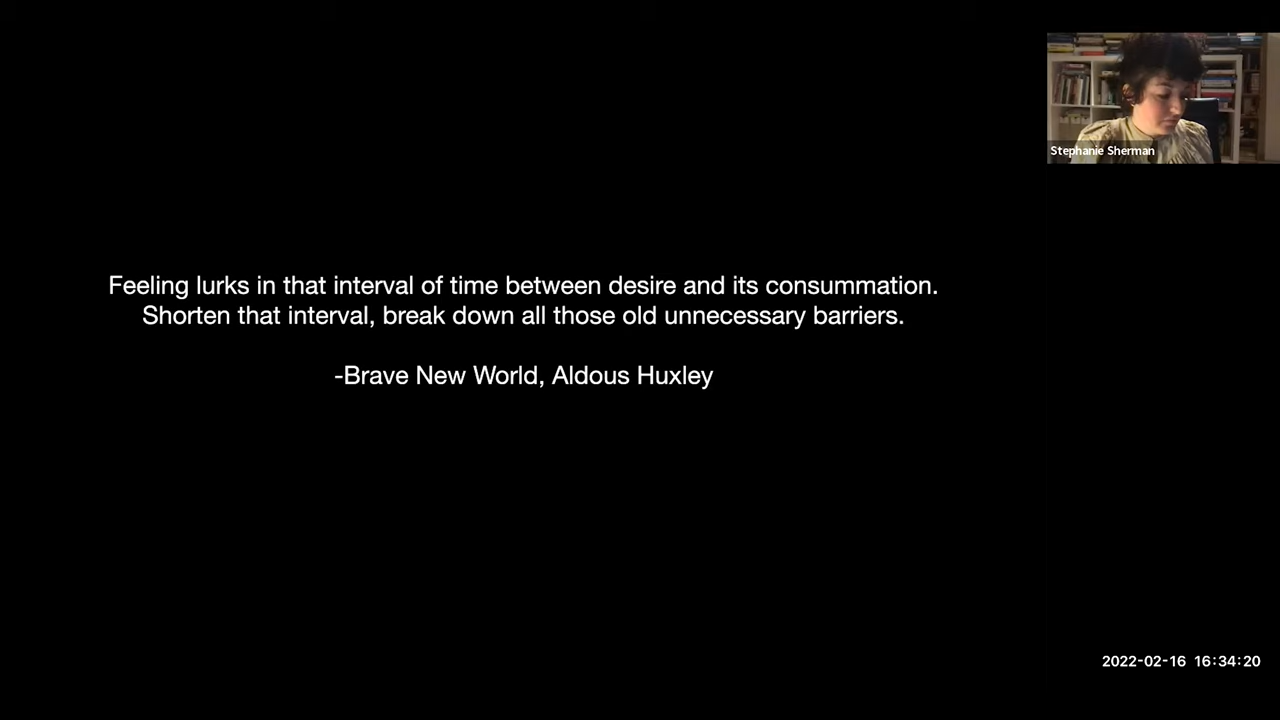 Stephanie Sherman
Feeling lurks in that interval of time between desire and its consummation.
Shorten that interval, break down all those old unnecessary barriers.
-Brave New World, Aldous Huxley
2022-02-16 16:34:20